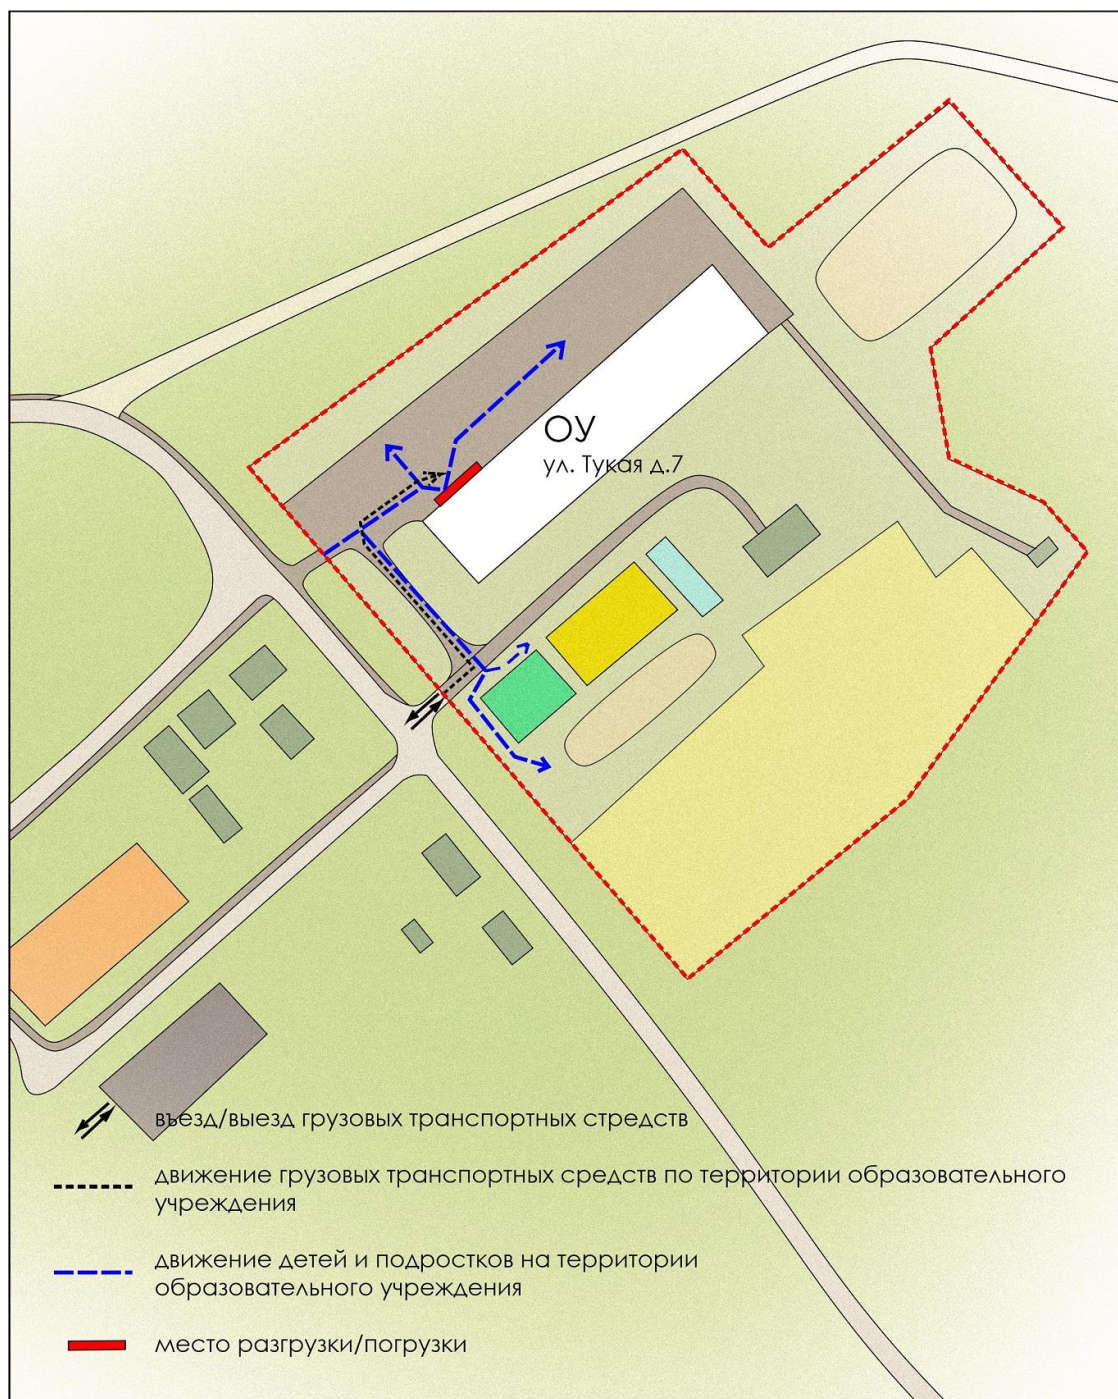 ОУ
ул. Тукая д.7
въезд/выезд грузовых транспортных стредств
движение грузовых транспортных средств по территории образовательного
учреждения
движение детей и подростков на территории
образовательного учреждения
место разгрузки/погрузки